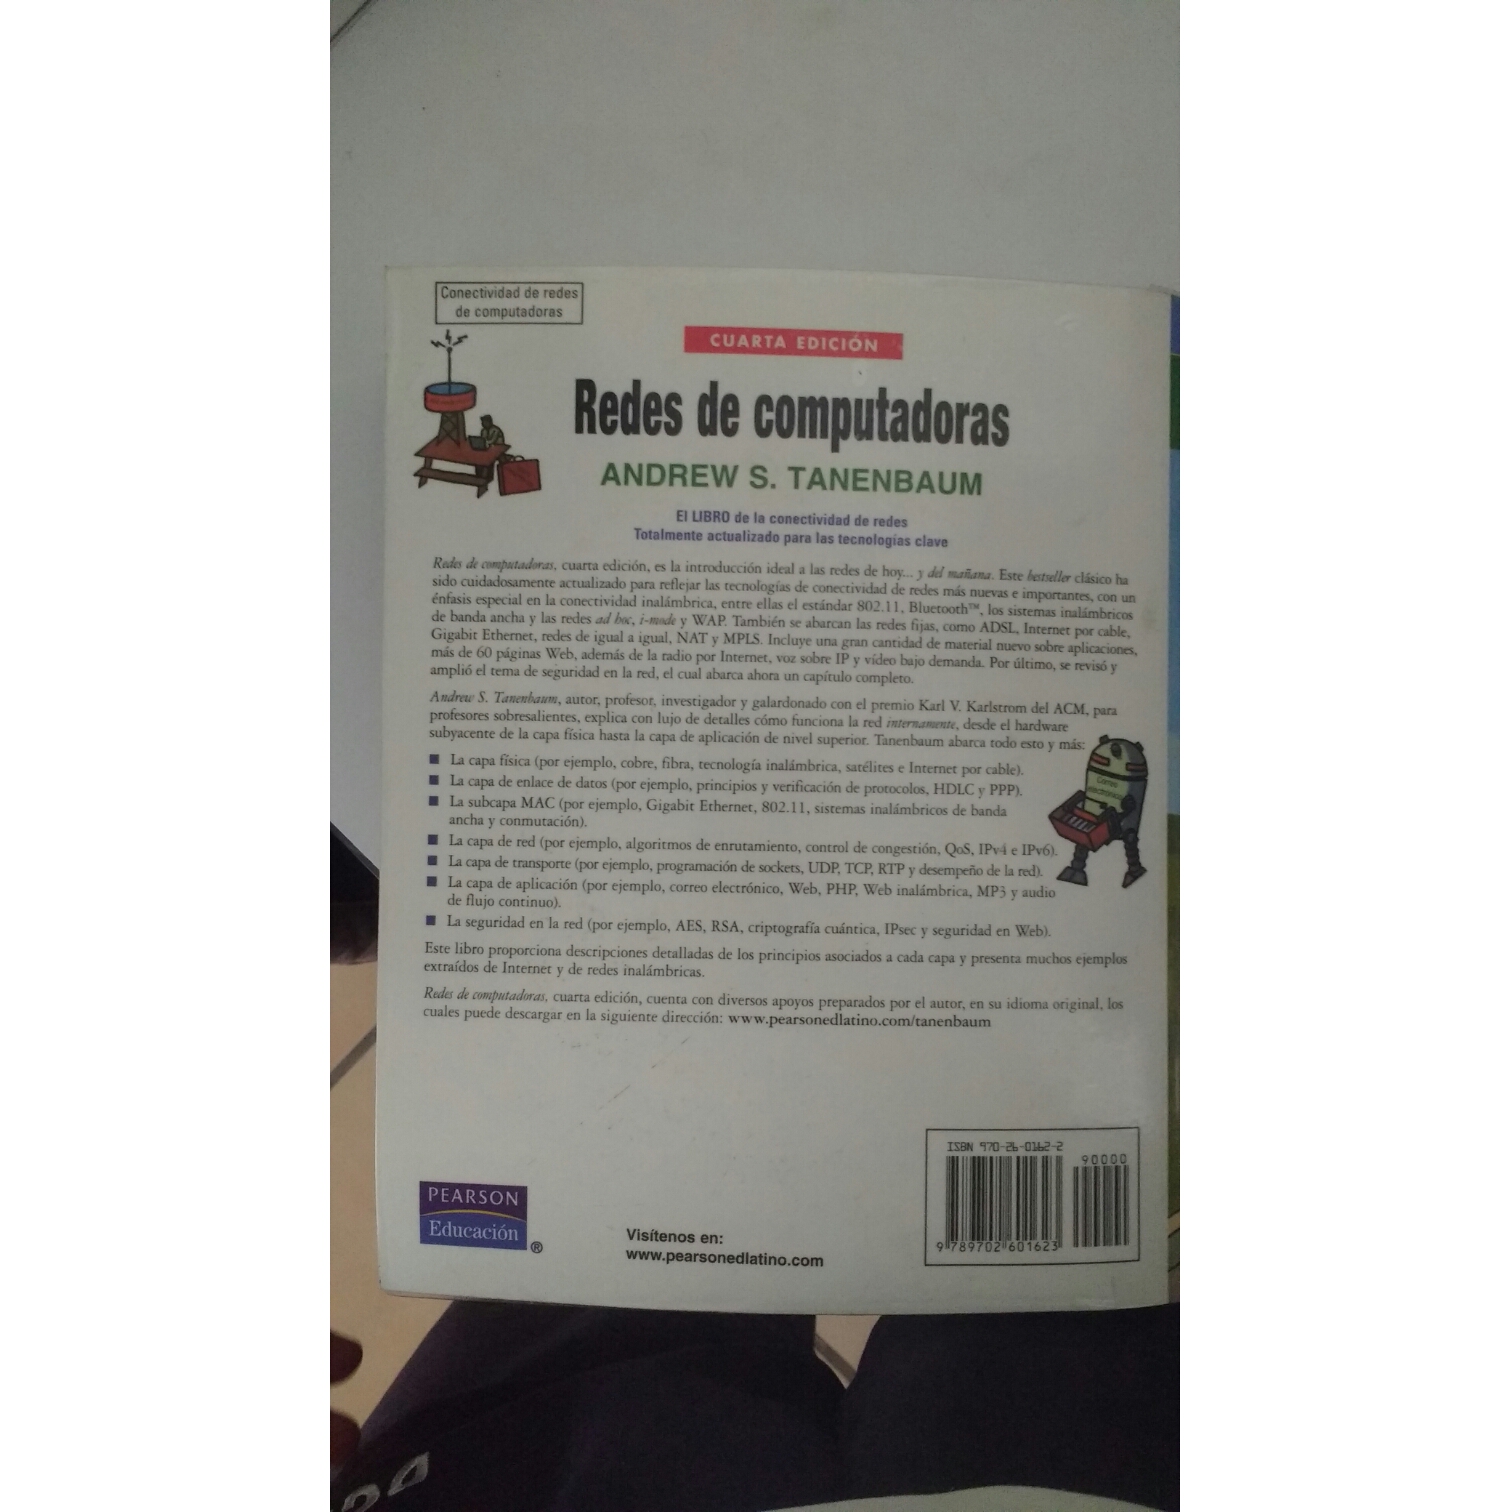 Conectividad de redes
de computadoras
CUARTA EDICIÓN
Redes de computadoras
ANDREW S. TANENBAUM
El LIBRO de la conectividad de redes
Totalmente actualizado para las tecnologías clave
Redes de computadoras, cuarta edición, es la introducción ideal a las redes de hoy... y del mañana. Este bestseller clásico ha
sido cuidadosamente actualizado para reflejar las tecnologías de conectividad de redes más nuevas e importantes, con un
énfasis especial en la conectividad inalámbrica, entre ellas el estándar 802.11, Bluetooth™, los sistemas inalámbricos
de banda ancha y las redes ad hoc, i-mode y WAP. También se abarcan las redes fijas, como ADSL, Internet por cable,
Gigabit Ethernet, redes de igual a igual, NAT y MPLS. Incluye una gran cantidad de material nuevo sobre aplicaciones,
más de 60 páginas Web, además de la radio por Internet, voz sobre IP y vídeo bajo demanda. Por último, se revisó y
amplió el tema de seguridad en la red, el cual abarca ahora un capítulo completo.
Andrew S. Tanenbaum, autor, profesor, investigador y galardonado con el premio Karl V. Karlstrom del ACM, para
profesores sobresalientes, explica con lujo de detalles cómo funciona la red internamente, desde el hardware
subyacente de la capa física hasta la capa de aplicación de nivel superior. Tanenbaum abarca todo esto y más:
■ La capa física (por ejemplo, cobre, fibra, tecnología inalámbrica, satélites e Internet por cable).
■ La capa de enlace de datos (por ejemplo, principios y verificación de protocolos, HDLC y PPP).
■ La subcapa MAC (por ejemplo, Gigabit Ethernet, 802.11, sistemas inalámbricos de banda
ancha y conmutación).
■ La capa de red (por ejemplo, algoritmos de enrutamiento, control de congestión, QoS, IPv4 e IPv6).
■ La capa de transporte (por ejemplo, programación de sockets, UDP, TCP, RTP y desempeño de la red).
■ La capa de aplicación (por ejemplo, correo electrónico, Web, PHP, Web inalámbrica, MP3 y audio
de flujo continuo).
■ La seguridad en la red (por ejemplo, AES, RSA, criptografía cuántica, IPsec y seguridad en Web).
Correo
electrónico
Este libro proporciona descripciones detalladas de los principios asociados a cada capa y presenta muchos ejemplos
extraídos de Internet y de redes inalámbricas.
Redes de computadoras, cuarta edición, cuenta con diversos apoyos preparados por el autor, en su idioma original, los
cuales puede descargar en la siguiente dirección: www.pearsonedlatino.com/tanenbaum
PEARSON
Educación
®
Visítenos en:
www.pearsonedlatino.com
ISBN 970-26-0162-2
90000
9 789702 601623